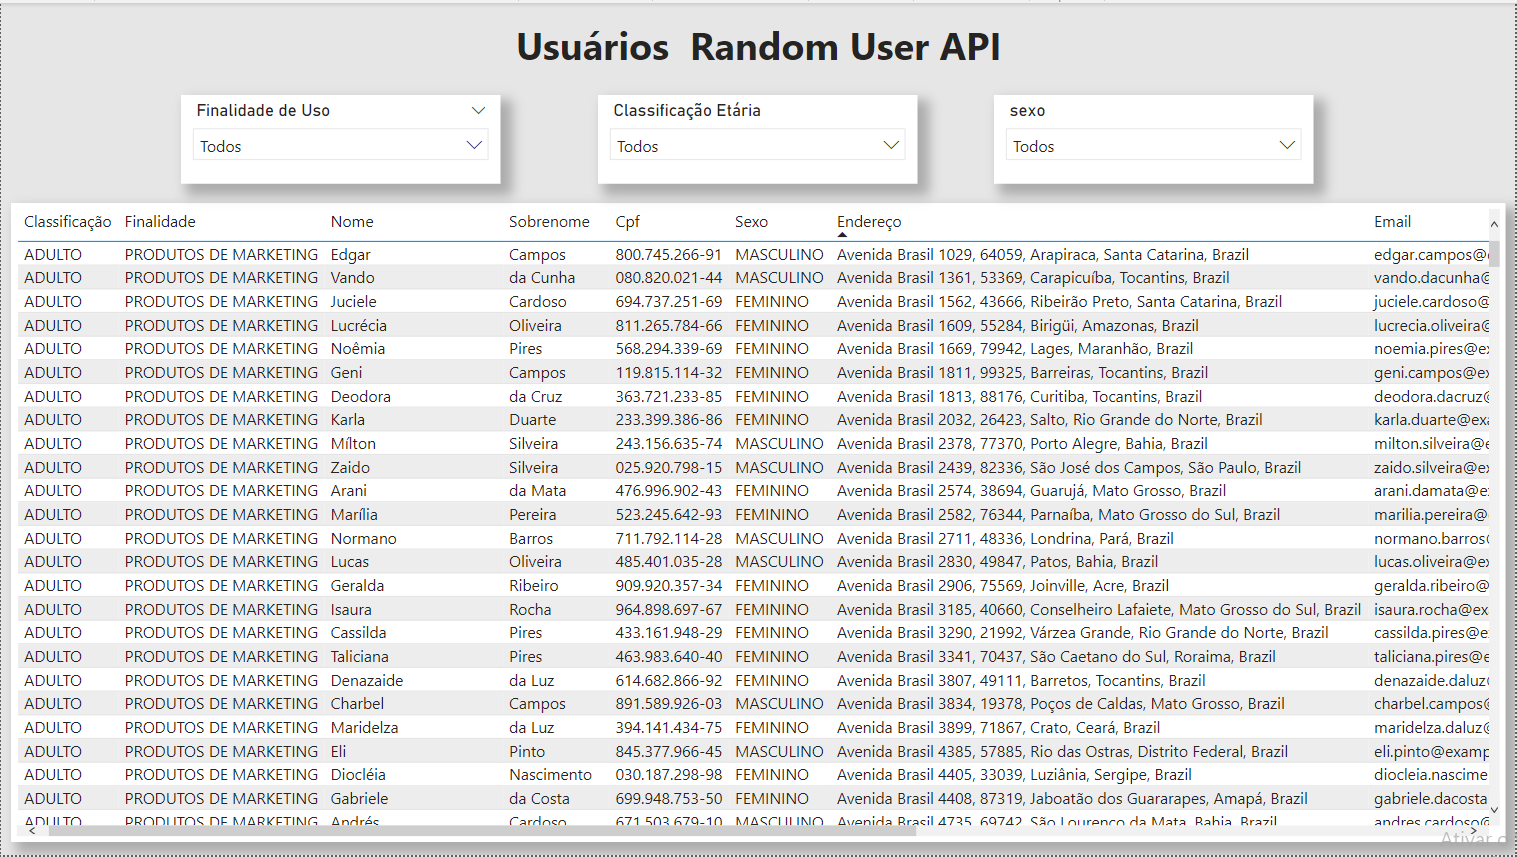 Usuários  Random User API
Finalidade de Uso
Todos
Classificação Etária
Todos
sexo
Todos
Classificação Finalidade Nome Sobrenome Cpf Sexo Endereço Email
ADULTO PRODUTOS DE MARKETING Edgar Campos 800.745.266-91 MASCULINO Avenida Brasil 1029, 64059, Arapiraca, Santa Catarina, Brazil edgar.campos@
ADULTO PRODUTOS DE MARKETING Vando da Cunha 080.820.021-44 MASCULINO Avenida Brasil 1361, 53369, Carapicuíba, Tocantins, Brazil vando.dacunha@
ADULTO PRODUTOS DE MARKETING Juciele Cardoso 694.737.251-69 FEMININO Avenida Brasil 1562, 43666, Ribeirão Preto, Santa Catarina, Brazil juciele.cardoso@
ADULTO PRODUTOS DE MARKETING Lucrécia Oliveira 811.265.784-66 FEMININO Avenida Brasil 1609, 55284, Birigüi, Amazonas, Brazil lucrecia.oliveira@
ADULTO PRODUTOS DE MARKETING Noêmia Pires 568.294.339-69 FEMININO Avenida Brasil 1669, 79942, Lages, Maranhão, Brazil noemia.pires@ex
ADULTO PRODUTOS DE MARKETING Geni Campos 119.815.114-32 FEMININO Avenida Brasil 1811, 99325, Barreiras, Tocantins, Brazil geni.campos@ex
ADULTO PRODUTOS DE MARKETING Deodora da Cruz 363.721.233-85 FEMININO Avenida Brasil 1813, 88176, Curitiba, Tocantins, Brazil deodora.dacruz@
ADULTO PRODUTOS DE MARKETING Karla Duarte 233.399.386-86 FEMININO Avenida Brasil 2032, 26423, Salto, Rio Grande do Norte, Brazil karla.duarte@exa
ADULTO PRODUTOS DE MARKETING Mílton Silveira 243.156.635-74 MASCULINO Avenida Brasil 2378, 77370, Porto Alegre, Bahia, Brazil milton.silveira@e
ADULTO PRODUTOS DE MARKETING Zaido Silveira 025.920.798-15 MASCULINO Avenida Brasil 2439, 82336, São José dos Campos, São Paulo, Brazil zaido.silveira@ex
ADULTO PRODUTOS DE MARKETING Arani da Mata 476.996.902-43 FEMININO Avenida Brasil 2574, 38694, Guarujá, Mato Grosso, Brazil arani.damata@ex
ADULTO PRODUTOS DE MARKETING Marília Pereira 523.245.642-93 FEMININO Avenida Brasil 2582, 76344, Parnaíba, Mato Grosso do Sul, Brazil marilia.pereira@
ADULTO PRODUTOS DE MARKETING Normano Barros 711.792.114-28 MASCULINO Avenida Brasil 2711, 48336, Londrina, Pará, Brazil normano.barros
ADULTO PRODUTOS DE MARKETING Lucas Oliveira 485.401.035-28 MASCULINO Avenida Brasil 2830, 49847, Patos, Bahia, Brazil lucas.oliveira@e
ADULTO PRODUTOS DE MARKETING Geralda Ribeiro 909.920.357-34 FEMININO Avenida Brasil 2906, 75569, Joinville, Acre, Brazil geralda.ribeiro@
ADULTO PRODUTOS DE MARKETING Isaura Rocha 964.898.697-67 FEMININO Avenida Brasil 3185, 40660, Conselheiro Lafaiete, Mato Grosso do Sul, Brazil isaura.rocha@exa
ADULTO PRODUTOS DE MARKETING Cassilda Pires 433.161.948-29 FEMININO Avenida Brasil 3290, 21992, Várzea Grande, Rio Grande do Norte, Brazil cassilda.pires@e
ADULTO PRODUTOS DE MARKETING Taliciana Pires 463.983.640-40 FEMININO Avenida Brasil 3341, 70437, São Caetano do Sul, Roraima, Brazil taliciana.pires@e
ADULTO PRODUTOS DE MARKETING Denazaide da Luz 614.682.866-92 FEMININO Avenida Brasil 3807, 49111, Barretos, Tocantins, Brazil denazaide.daluz
ADULTO PRODUTOS DE MARKETING Charbel Campos 891.589.926-03 MASCULINO Avenida Brasil 3834, 19378, Poços de Caldas, Mato Grosso, Brazil charbel.campos
ADULTO PRODUTOS DE MARKETING Maridelza da Luz 394.141.434-75 FEMININO Avenida Brasil 3899, 71867, Crato, Ceará, Brazil maridelza.daluz@
ADULTO PRODUTOS DE MARKETING Eli Pinto 845.377.966-45 MASCULINO Avenida Brasil 4385, 57885, Rio das Ostras, Distrito Federal, Brazil eli.pinto@examp
ADULTO PRODUTOS DE MARKETING Diocléia Nascimento 030.187.298-98 FEMININO Avenida Brasil 4405, 33039, Luziânia, Sergipe, Brazil diocleia.nascime
ADULTO PRODUTOS DE MARKETING Gabriele da Costa 699.948.753-50 FEMININO Avenida Brasil 4408, 87319, Jaboatão dos Guararapes, Amapá, Brazil gabriele.dacosta
ADULTO PRODUTOS DE MARKETING Andrés Cardoso 671.503.679-10 MASCULINO Avenida Brasil 4735, 69742, São Lourenço da Mata, Bahia, Brazil andres.cardoso@
Ativar o